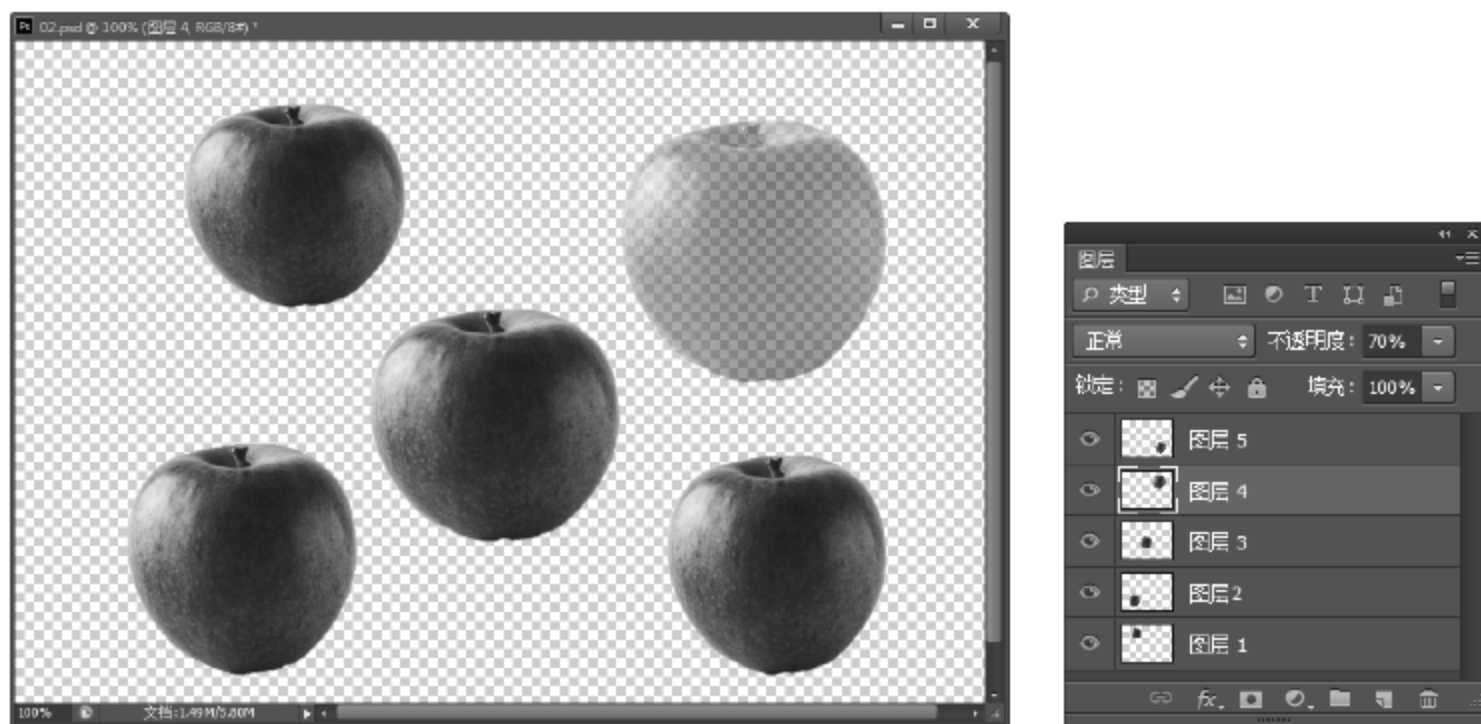 Ps 02.psd @ 100% (图层 4, RGB/8#) *
100% 文档:1.49M/5.80M
图层
类型
正常 不透明度: 70%
锁定: 填充: 100%
图层 5
图层 4
图层 3
图层 2
图层 1
fx.